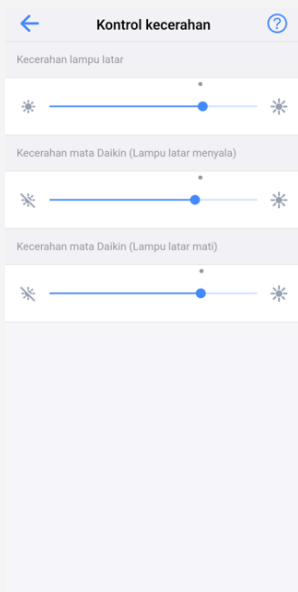 Kontrol kecerahan
Kecerahan lampu latar
Kecerahan mata Daikin (Lampu latar menyala)
Kecerahan mata Daikin (Lampu latar mati)